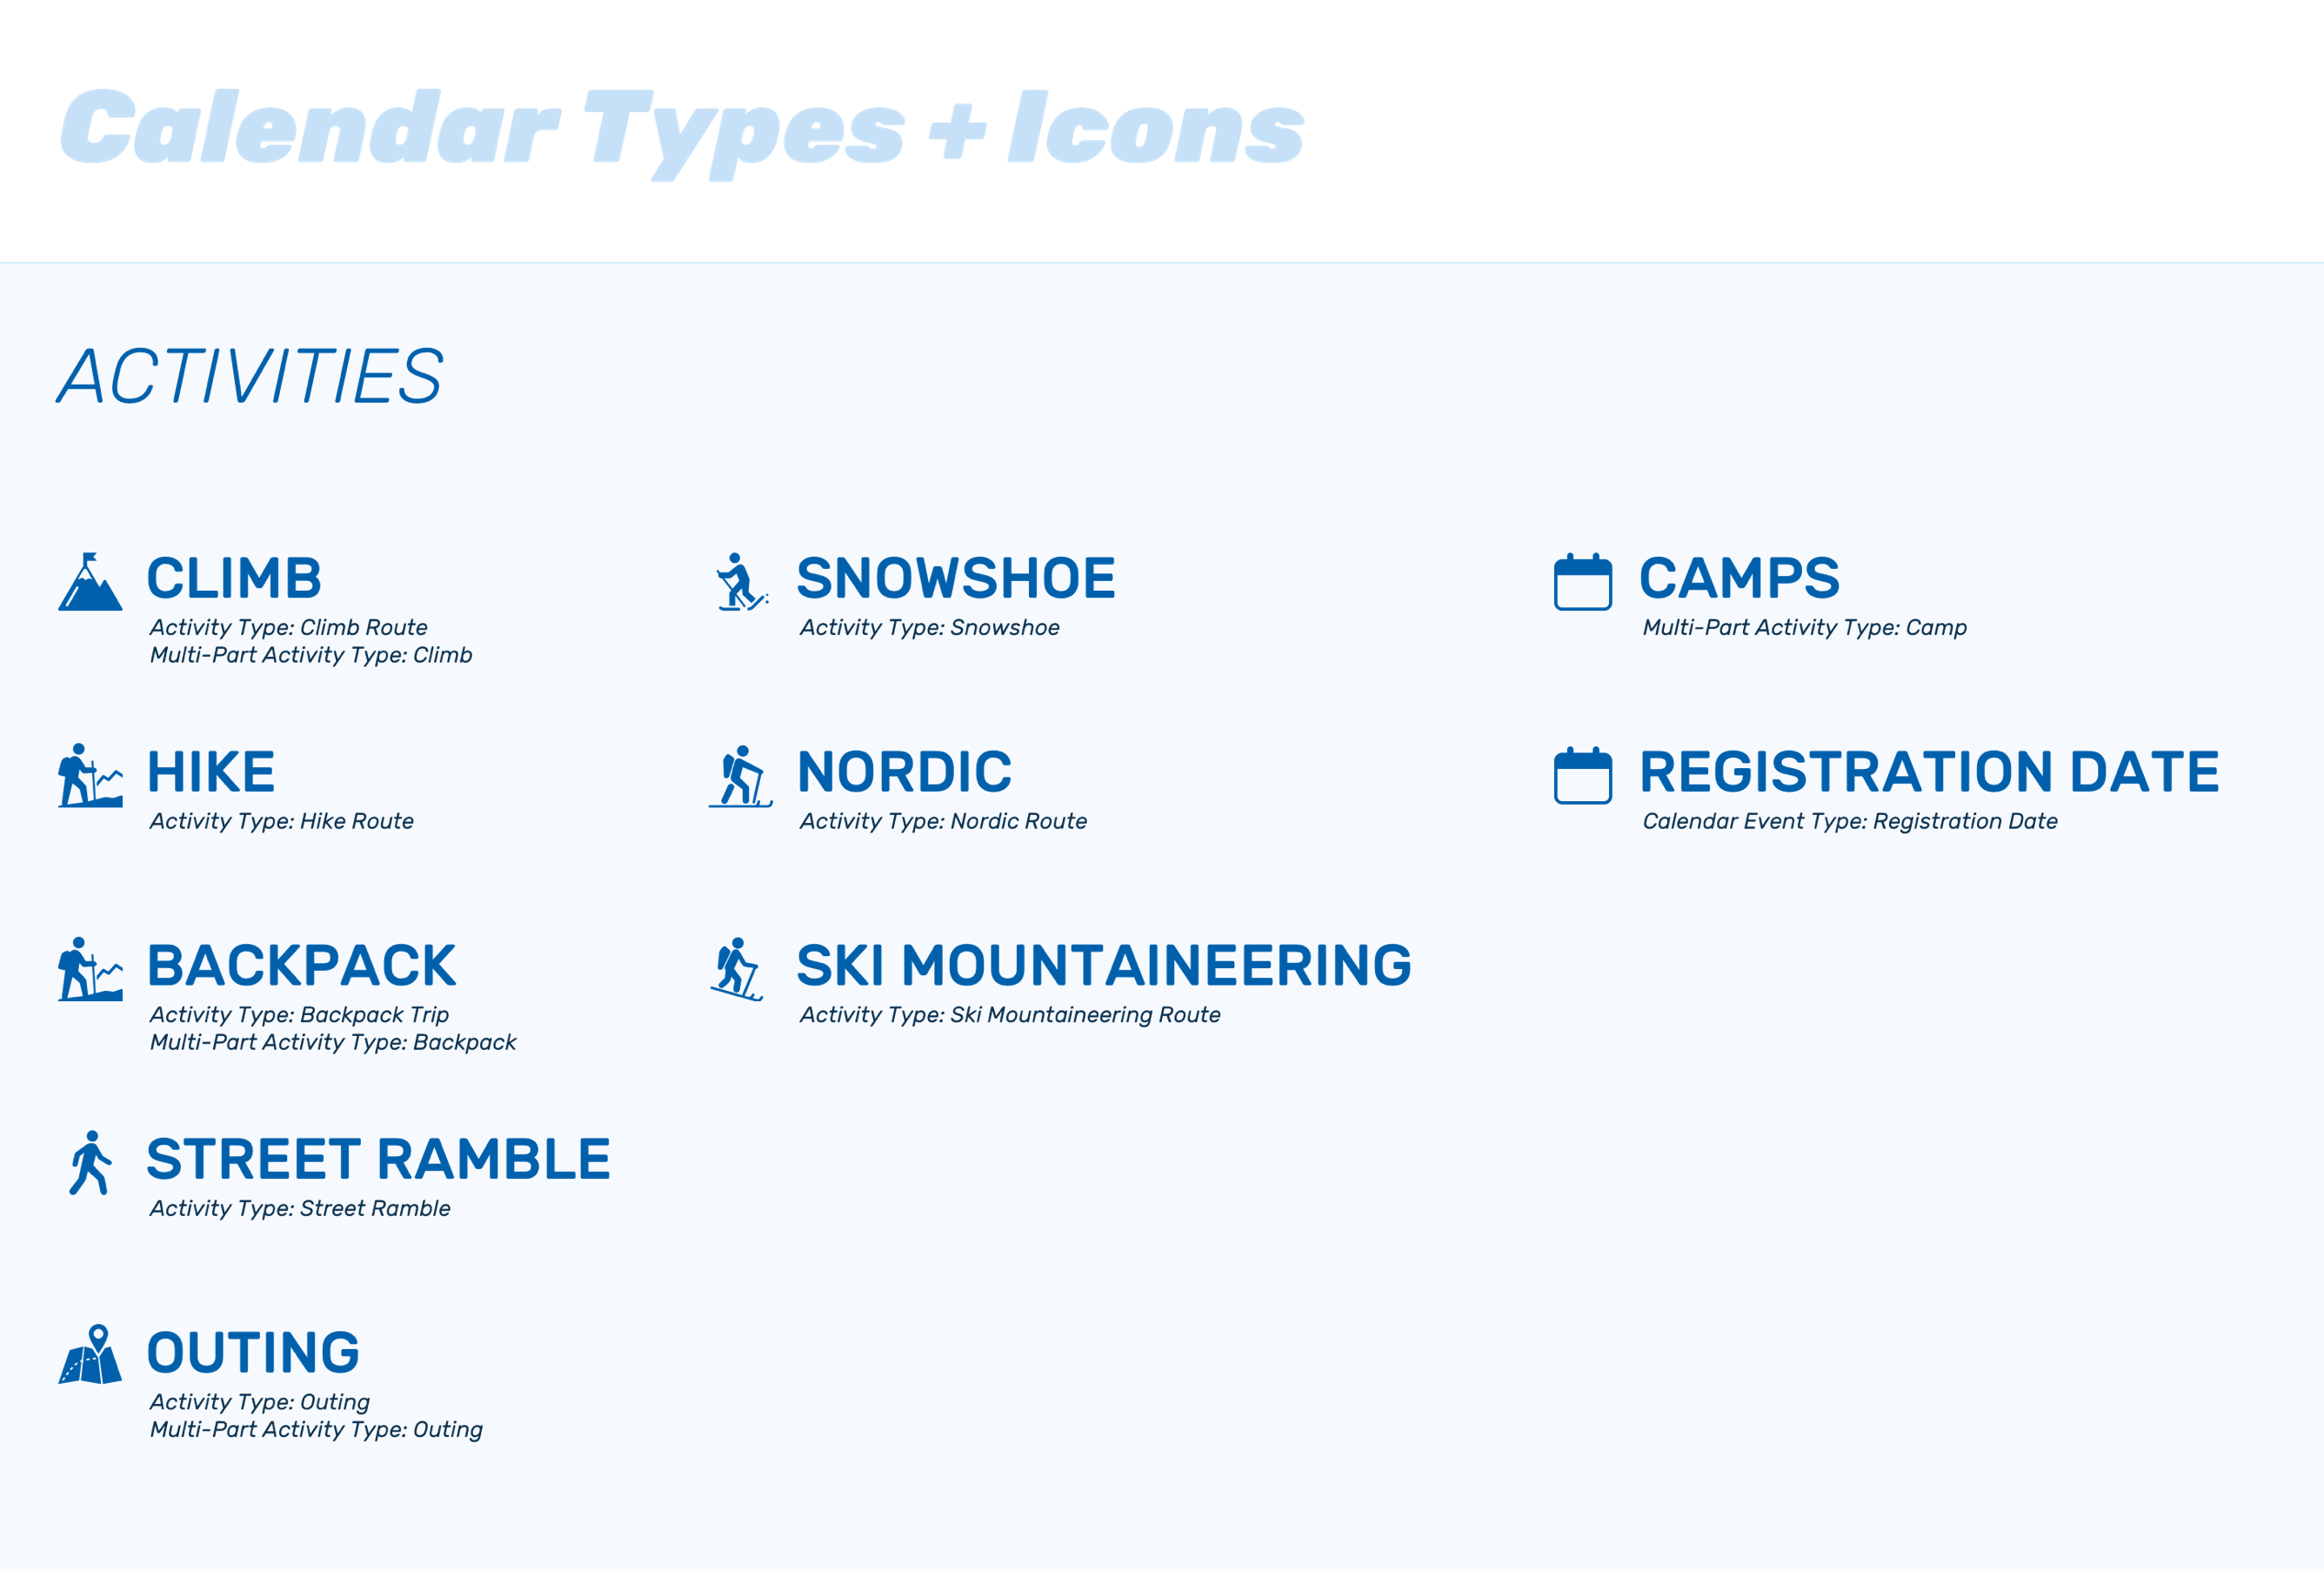 Calendar Types + Icons
ACTIVITIES
CLIMB
Activity Type: Climb Route
Multi-Part Activity Type: Climb
HIKE
Activity Type: Hike Route
BACKPACK
Activity Type: Backpack Trip
Multi-Part Activity Type: Backpack
STREET RAMBLE
Activity Type: Street Ramble
OUTING
Activity Type: Outing
Multi-Part Activity Type: Outing
SNOWSHOE
Activity Type: Snowshoe
NORDIC
Activity Type: Nordic Route
SKI MOUNTAINEERING
Activity Type: Ski Mountaineering Route
CAMPS
Multi-Part Activity Type: Camp
REGISTRATION DATE
Calendar Event Type: Registration Date